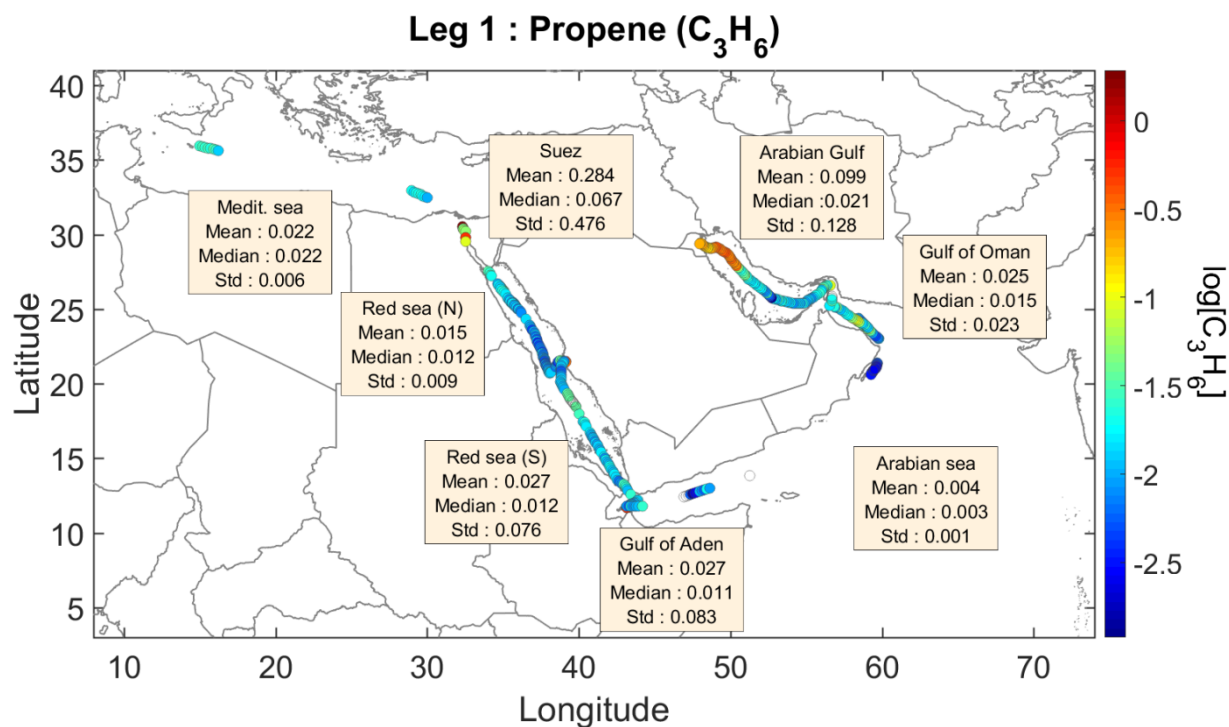 Leg 1 : Propene (C3H6)
Latitude
40
35
30
25
20
15
10
5
Medit. sea
Mean : 0.022
Median : 0.022
Std : 0.006
Suez
Mean : 0.284
Median : 0.067
Std : 0.476
Arabian Gulf
Mean : 0.099
Median :0.021
Std : 0.128
Gulf of Oman
Mean : 0.025
Median : 0.015
Std : 0.023
Red sea (N)
Mean : 0.015
Median : 0.012
Std : 0.009
Red sea (S)
Mean : 0.027
Median : 0.012
Std : 0.076
Gulf of Aden
Mean : 0.027
Median : 0.011
Std : 0.083
Arabian sea
Mean : 0.004
Median : 0.003
Std : 0.001
10 20 30 40 50 60 70
Longitude
0
-0.5
-1
-1.5
-2
-2.5
log[C3H6]